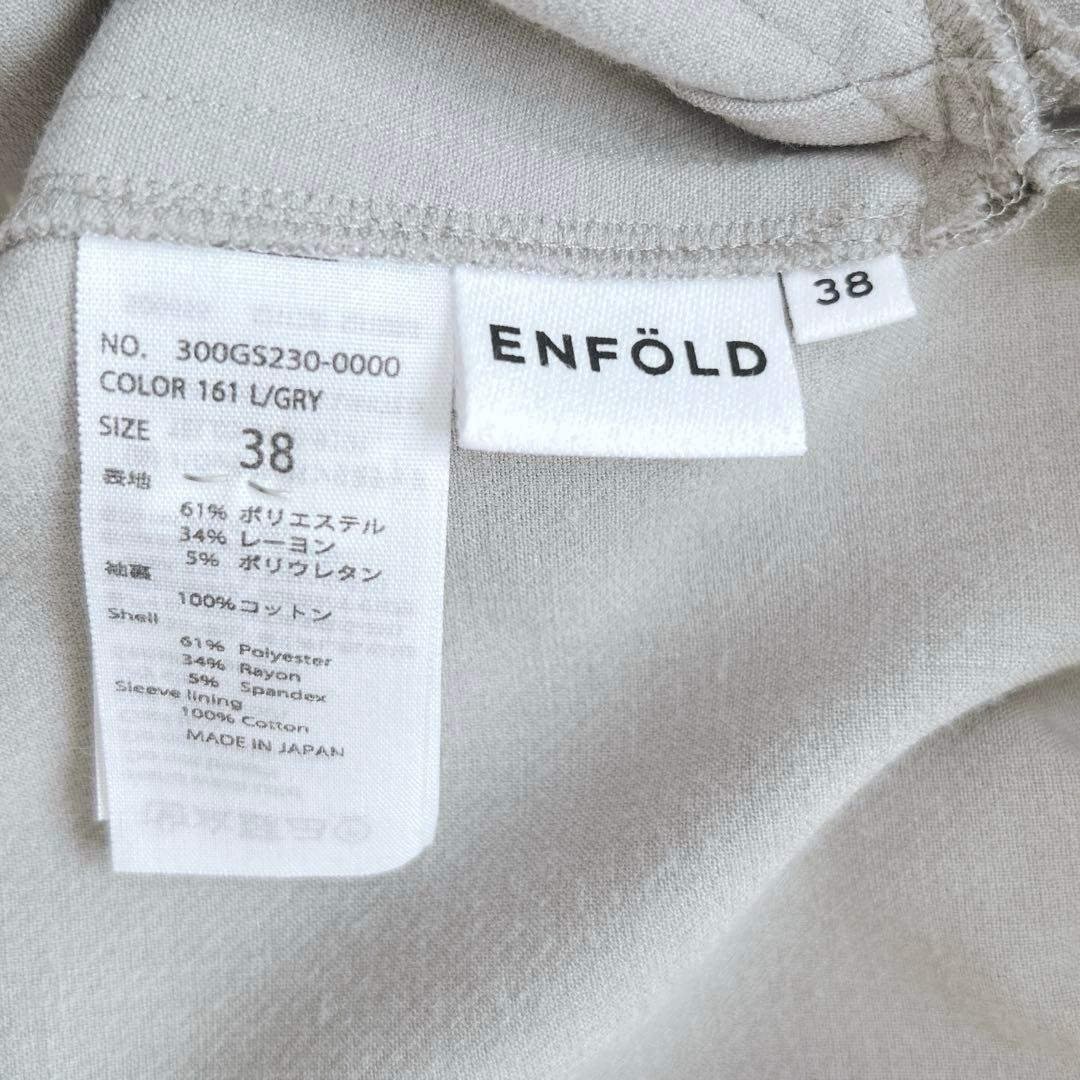 NO. 300GS230-0000
COLOR 161 L/GRY
SIZE 38
表地
61% ポリエステル
34% レーヨン
5% ポリウレタン
袖裏
100% コットン
Shell
61% Polyester
34% Rayon
5% Spandex
Sleeve lining
100% Cotton
MADE IN JAPAN
ENFÖLD
38